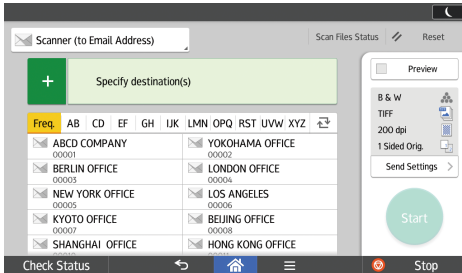 Scanner (to Email Address)
Scan Files Status
Reset
+ Specify destination(s)
Preview
Freq. AB CD EF GH IJK LMN OPQ RST UVW XYZ
ABCD COMPANY
00001
YOKOHAMA OFFICE
00002
BERLIN OFFICE
00003
LONDON OFFICE
00004
NEW YORK OFFICE
00005
LOS ANGELES
00006
KYOTO OFFICE
00007
BEIJING OFFICE
00008
SHANGHAI OFFICE
HONG KONG OFFICE
B & W
TIFF
200 dpi
1 Sided Orig.
Send Settings >
Start
Check Status
Stop